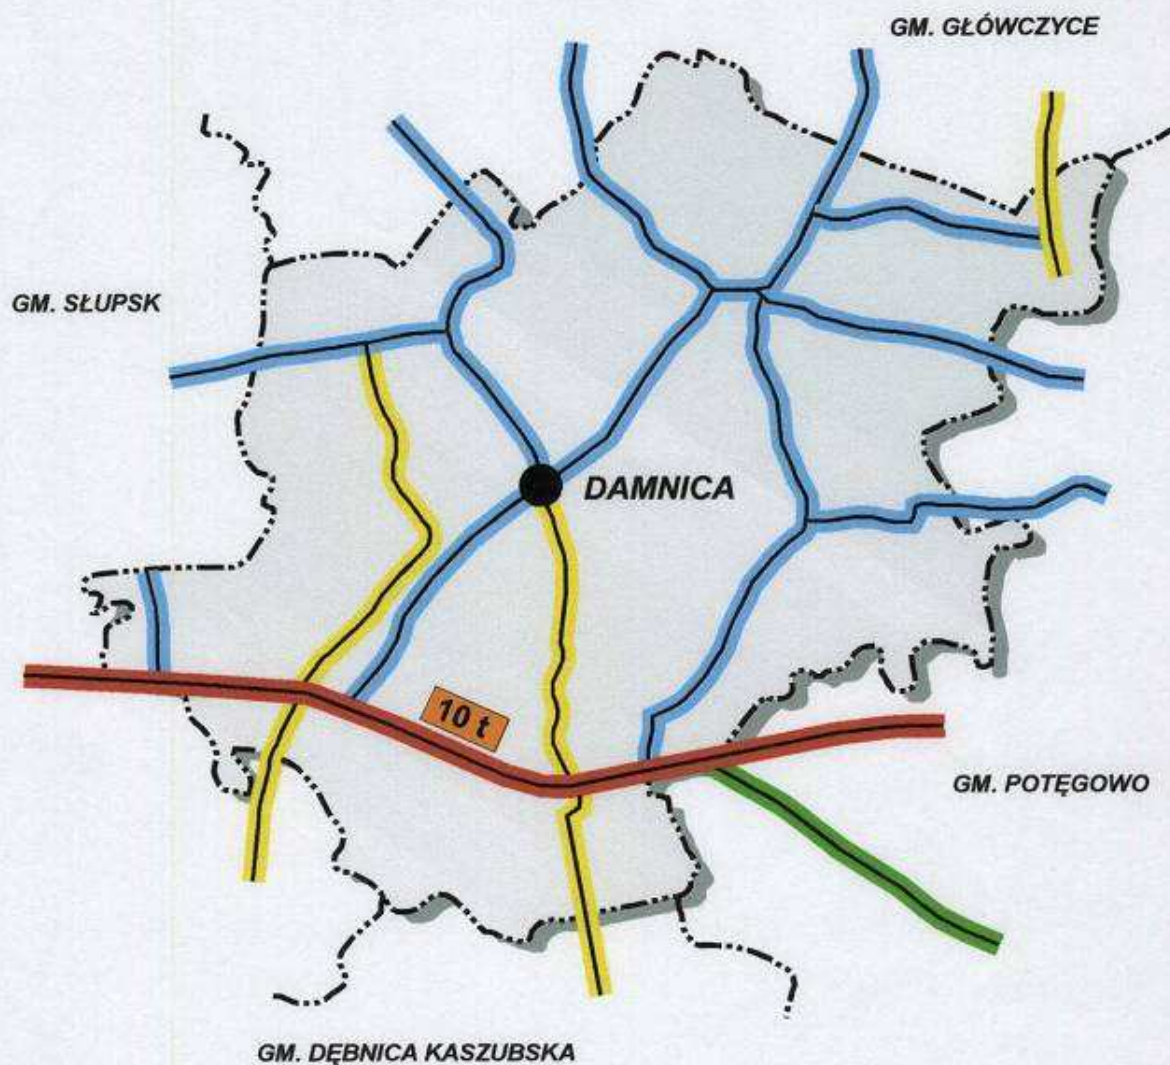 GM. GŁÓWCZYCE
GM. SŁUPSK
DAMNICA
10 t
GM. POTĘGOWO
GM. DĘBNICA KASZUBSKA